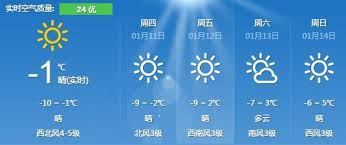 实时空气质量: 24 优
-1 ℃
晴(实时)
-10 ~ -1℃
晴
西北风4-5级
周四
01月11日
-9 ~ -2℃
晴
北风3级
周五
01月12日
-9 ~ 2℃
晴
西南风3级
周六
01月13日
-7 ~ 3℃
多云
南风3级
周日
01月14日
-6 ~ 5℃
晴
西南风3级